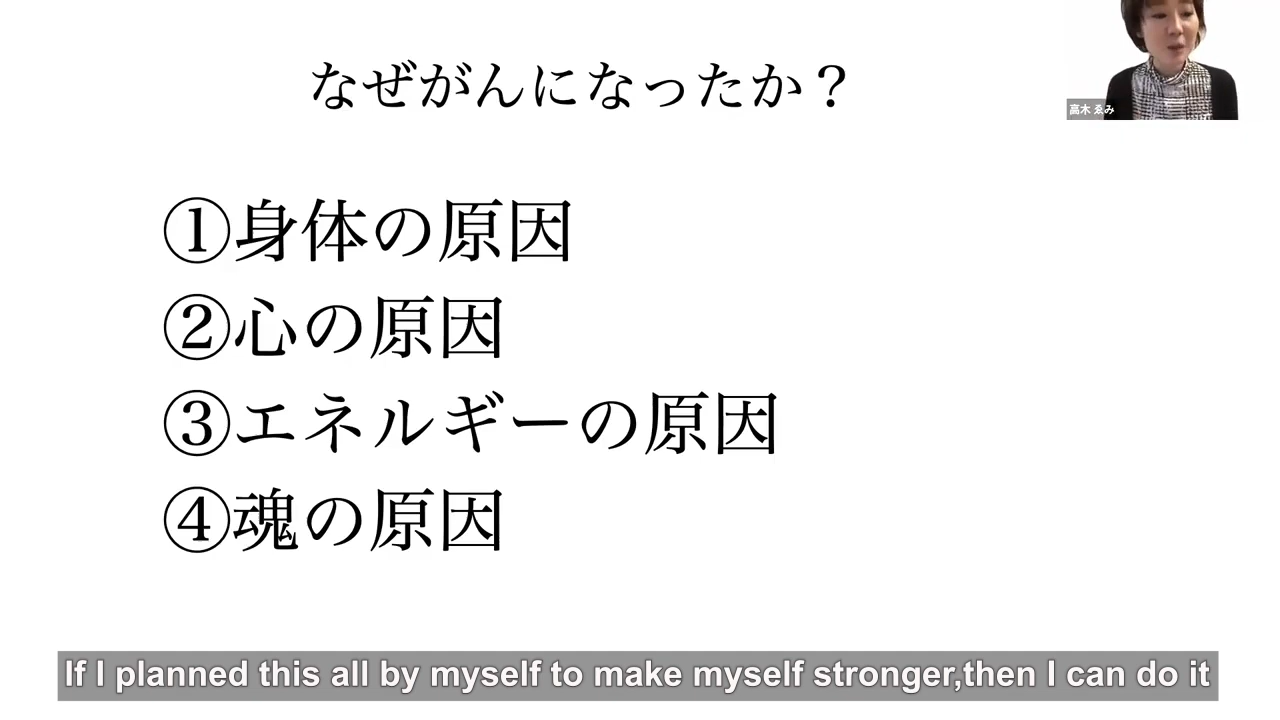 なぜがんになったか？
高木 ゑみ
①身体の原因
②心の原因
③エネルギーの原因
④魂の原因
If I planned this all by myself to make myself stronger,then I can do it